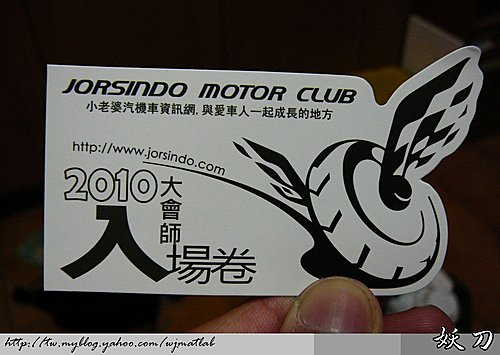 JORSINDO MOTOR CLUB
小老婆汽機車資訊網,與愛車人一起成長的地方
http://www.jorsindo.com
2010大會師
入場卷
http://tw.myblog.yahoo.com/wjmatlab
妖刀